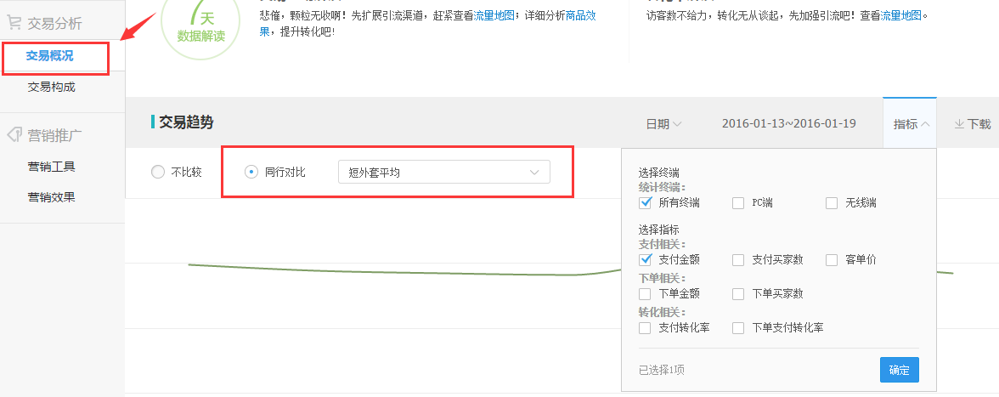 交易分析
交易概况
交易构成
营销推广
营销工具
营销效果
7
天
数据解读
悲催，颗粒无收啊！先扩展引流渠道，赶紧查看流量地图；详细分析商品效
果，提升转化吧！
访客数不给力，转化无从谈起，先加强引流吧！查看流量地图。
交易趋势
日期
2016-01-13~2016-01-19
指标
下载
不比较
同行对比
短外套平均
选择终端
统计终端：
所有终端
PC端
无线端
选择指标
支付相关：
支付金额
支付买家数
客单价
下单相关：
下单金额
下单买家数
转化相关：
支付转化率
下单支付转化率
已选择1项
确定